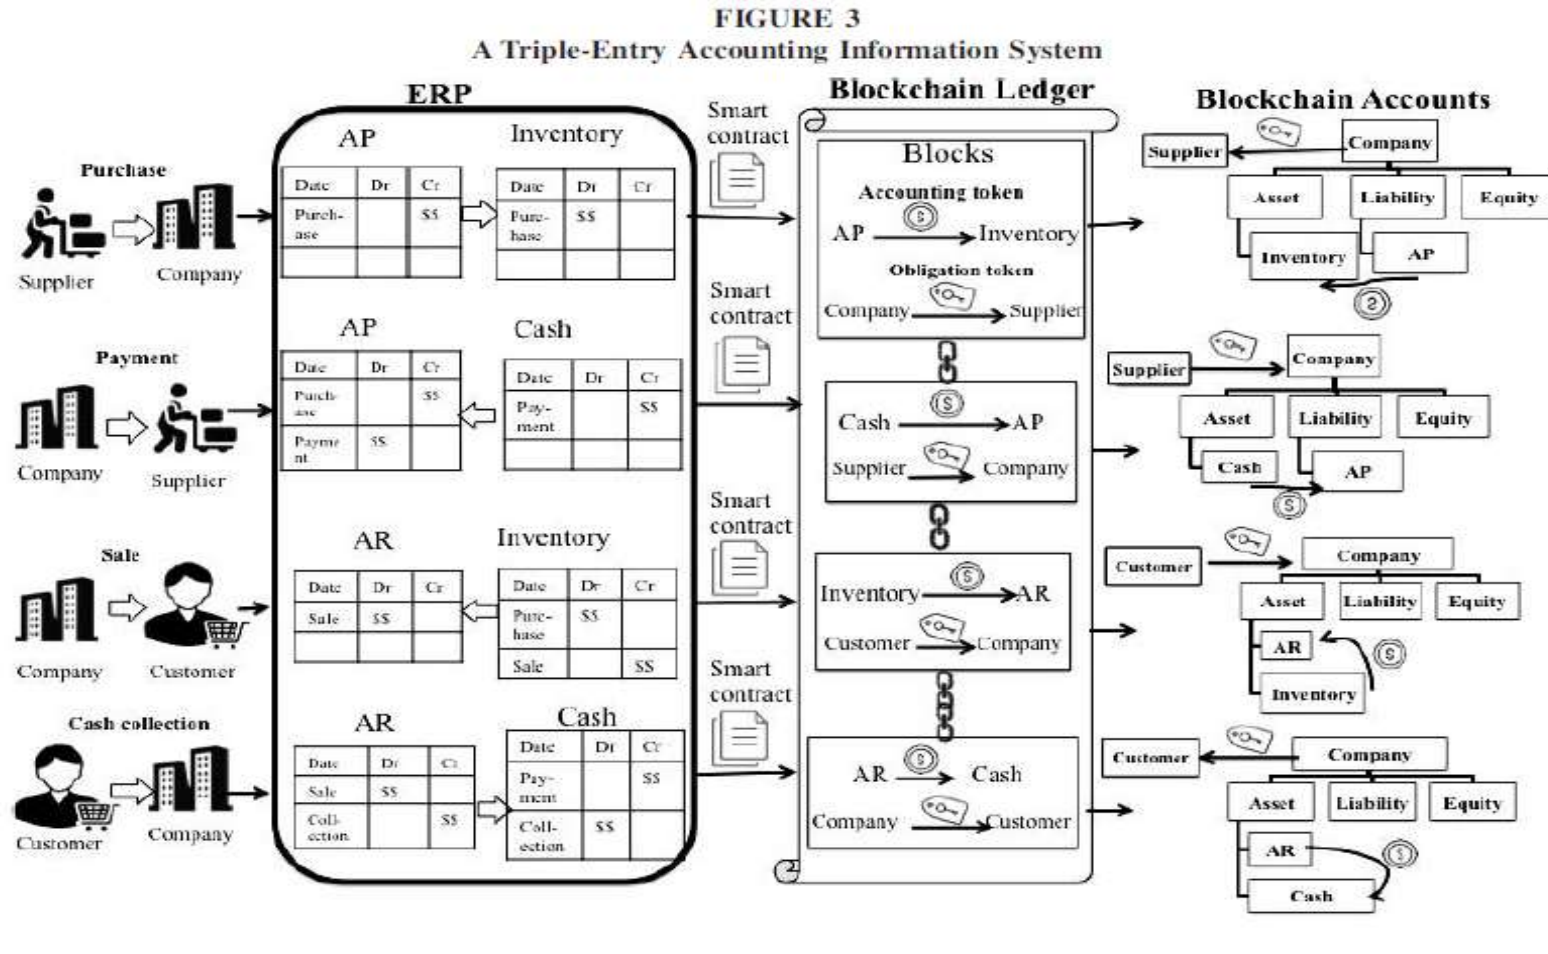 FIGURE 3
A Triple-Entry Accounting Information System
ERP
Blockchain Ledger
Blockchain Accounts
Purchase
Supplier
Company
AP
Date Dr Cr
Purch-
ase
$$
Inventory
Date Dr Cr
Purc-
hase
$$
Smart
contract
Blocks
Accounting token
AP
Inventory
Obligation token
Company
Supplier
Supplier
Company
Asset
Liability
Equity
Inventory
AP
Payment
Company
Supplier
AP
Date Dr Cr
Purch-
ase
$$
Payme
nt
$$
Cash
Date Dr Cr
Pay-
ment
$$
Smart
contract
Cash
AP
Supplier
Company
Supplier
Company
Asset
Liability
Equity
Cash
AP
Sale
Company
Customer
AR
Date Dr Cr
Sale $$
Inventory
Date Dr Cr
Purc-
hase
$$
Sale $$
Smart
contract
Inventory
AR
Customer
Company
Customer
Company
Asset
Liability
Equity
AR
Inventory
Cash collection
Customer
Company
AR
Date Dr Cr
Sale $$
Coll-
ection
$$
Cash
Date Dr Cr
Pay-
ment
$$
Coll-
ection
$$
Smart
contract
AR
Cash
Company
Customer
Customer
Company
Asset
Liability
Equity
AR
Cash